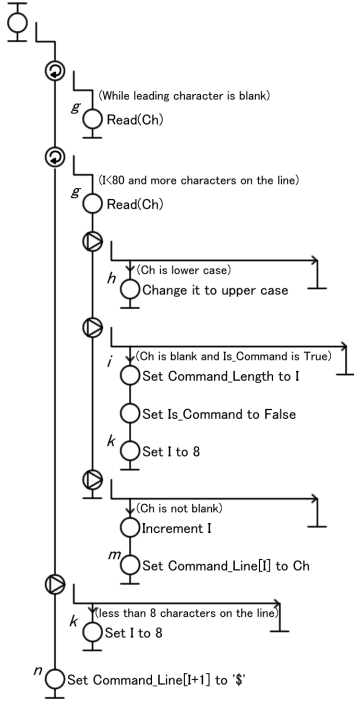 (While leading character is blank)
g
Read(Ch)
(I<80 and more characters on the line)
g
Read(Ch)
(Ch is lower case)
h
Change it to upper case
(Ch is blank and Is_Command is True)
i
Set Command_Length to I
Set Is_Command to False
k
Set I to 8
(Ch is not blank)
Increment I
m
Set Command_Line[I] to Ch
(less than 8 characters on the line)
k
Set I to 8
n
Set Command_Line[I+1] to '$'